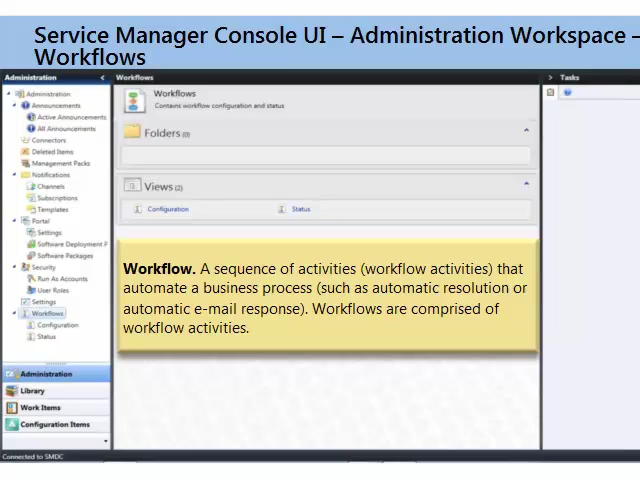 Service Manager Console UI – Administration Workspace –
Workflows
Administration
Workflows
Tasks
Administration
Announcements
Active Announcements
All Announcements
Connectors
Deleted Items
Management Packs
Notifications
Channels
Subscriptions
Templates
Portal
Settings
Software Deployment P
Software Packages
Security
Run As Accounts
User Roles
Settings
Workflows
Configuration
Status
Workflows
Contains workflow configuration and status
Folders (0)
Views (2)
Configuration
Status
Workflow. A sequence of activities (workflow activities) that
automate a business process (such as automatic resolution or
automatic e-mail response). Workflows are comprised of
workflow activities.
Administration
Library
Work Items
Configuration Items
Connected to SMDC